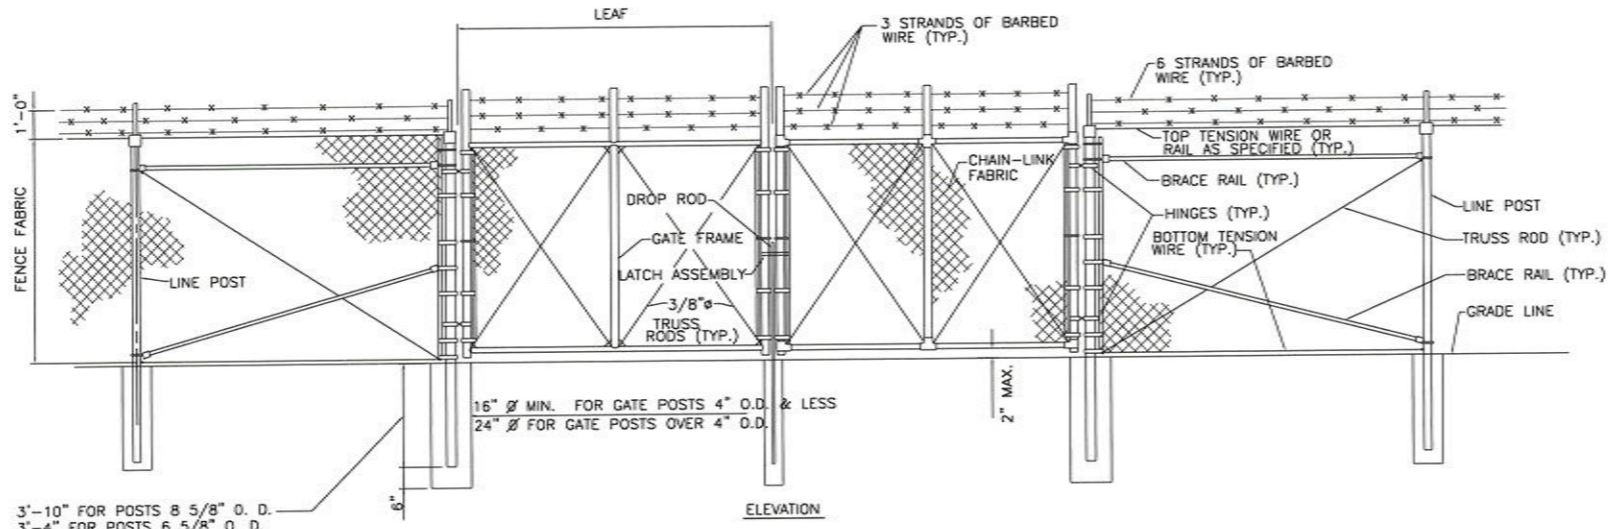 LEAF
3 STRANDS OF BARBED
WIRE (TYP.)
6 STRANDS OF BARBED
WIRE (TYP.)
1'-0"
TOP TENSION WIRE OR
RAIL AS SPECIFIED (TYP.)
CHAIN-LINK
FABRIC
BRACE RAIL (TYP.)
DROP ROD
FENCE FABRIC
HINGES (TYP.)
LINE POST
GATE FRAME
BOTTOM TENSION
WIRE (TYP.)
TRUSS ROD (TYP.)
LATCH ASSEMBLY
LINE POST
BRACE RAIL (TYP.)
3/8"ø
TRUSS
RODS (TYP.)
GRADE LINE
2" MAX.
16" Ø MIN. FOR GATE POSTS 4" O.D. & LESS
24" Ø FOR GATE POSTS OVER 4" O.D.
6"
3'-10" FOR POSTS 8 5/8" O. D.
3'-4" FOR POSTS 6 5/8" O. D.
ELEVATION